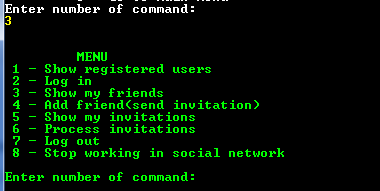 Enter number of command:
3
MENU
1 - Show registered users
2 - Log in
3 - Show my friends
4 - Add friend(send invitation)
5 - Show my invitations
6 - Process invitations
7 - Log out
8 - Stop working in social network
Enter number of command: